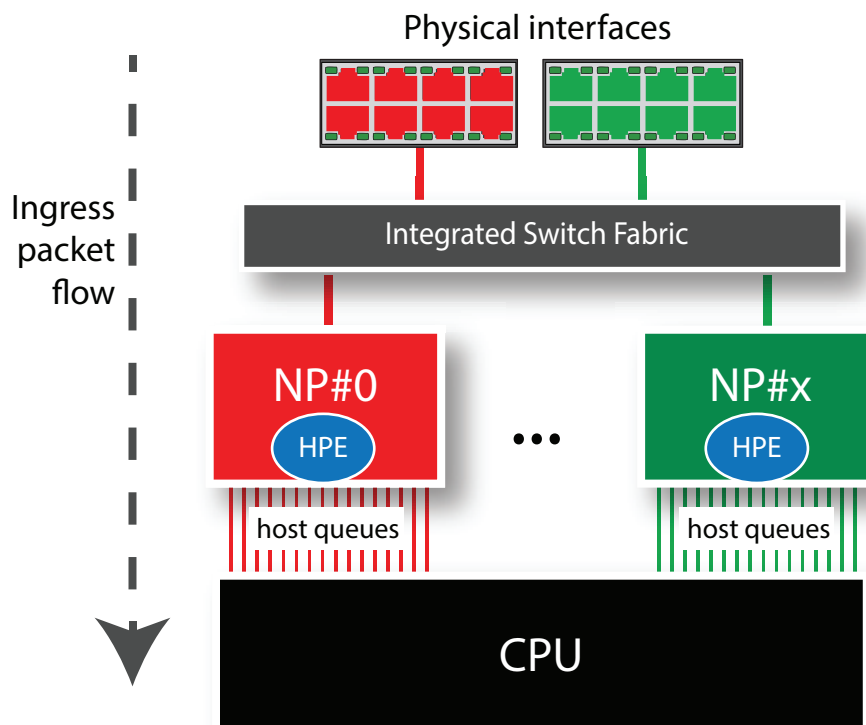 Physical interfaces
Ingress
packet
flow
Integrated Switch Fabric
NP#0
HPE
...
NP#x
HPE
host queues
host queues
CPU